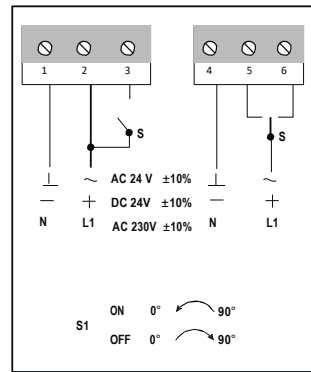 1 2 3 4 5 6
S S
~ AC 24 V ±10% ~
— + DC 24V ±10% — +
N L1 AC 230V ±10% N L1
ON 0° 90°
S1
OFF 0° 90°